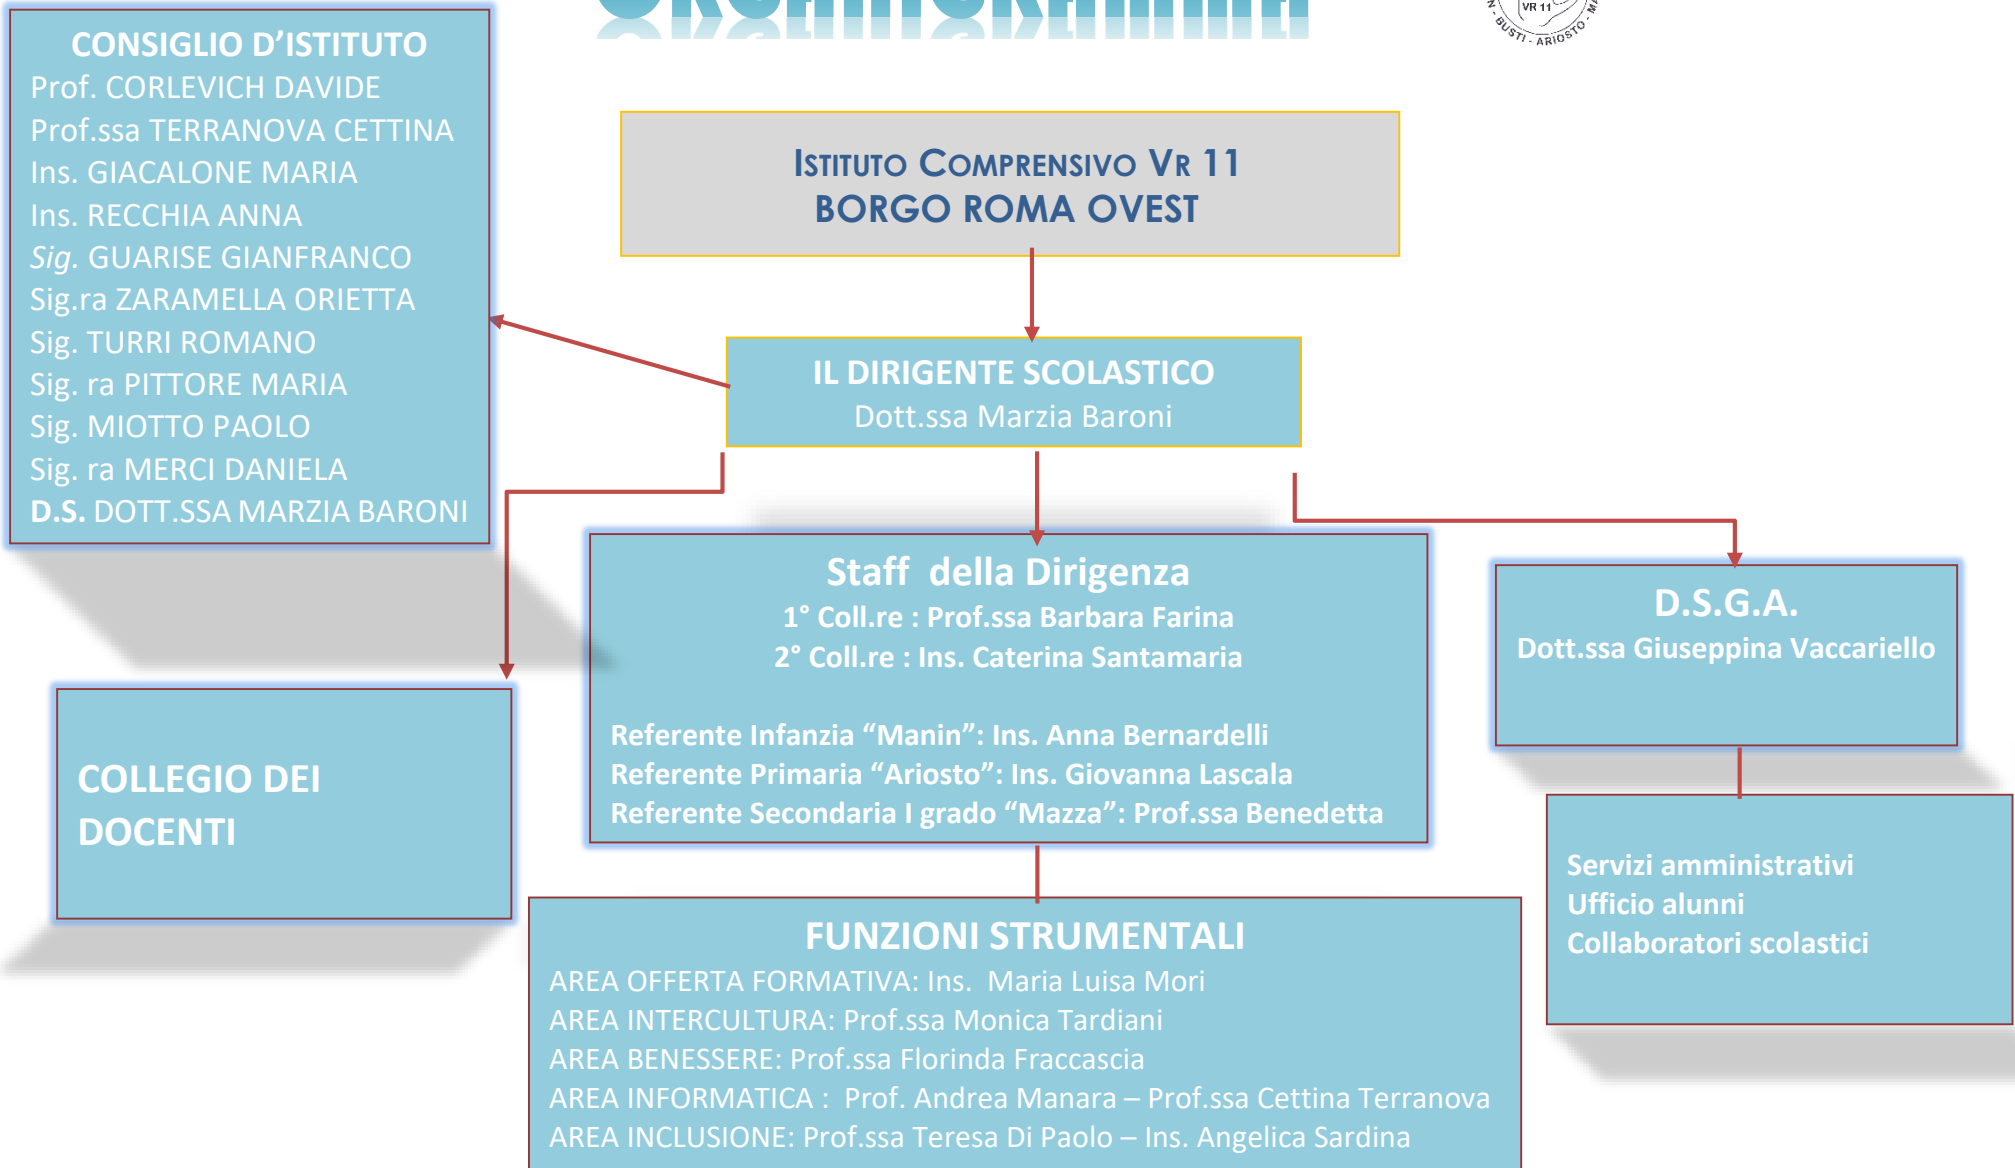 ORGANIGRAMMA
VR 11
BUSTI - ARIOSTO
CONSIGLIO D’ISTITUTO
Prof. CORLEVICH DAVIDE
Prof.ssa TERRANOVA CETTINA
Ins. GIACALONE MARIA
Ins. RECCHIA ANNA
Sig. GUARISE GIANFRANCO
Sig.ra ZARAMELLA ORIETTA
Sig. TURRI ROMANO
Sig. ra PITTORE MARIA
Sig. MIOTTO PAOLO
Sig. ra MERCI DANIELA
D.S. DOTT.SSA MARZIA BARONI
ISTITUTO COMPRENSIVO VR 11
BORGO ROMA OVEST
IL DIRIGENTE SCOLASTICO
Dott.ssa Marzia Baroni
Staff della Dirigenza
1° Coll.re : Prof.ssa Barbara Farina
2° Coll.re : Ins. Caterina Santamaria
Referente Infanzia “Manin”: Ins. Anna Bernardelli
Referente Primaria “Ariosto”: Ins. Giovanna Lascala
Referente Secondaria I grado “Mazza”: Prof.ssa Benedetta
D.S.G.A.
Dott.ssa Giuseppina Vaccariello
COLLEGIO DEI
DOCENTI
Servizi amministrativi
Ufficio alunni
Collaboratori scolastici
FUNZIONI STRUMENTALI
AREA OFFERTA FORMATIVA: Ins. Maria Luisa Mori
AREA INTERCULTURA: Prof.ssa Monica Tardiani
AREA BENESSERE: Prof.ssa Florinda Fraccascia
AREA INFORMATICA : Prof. Andrea Manara – Prof.ssa Cettina Terranova
AREA INCLUSIONE: Prof.ssa Teresa Di Paolo – Ins. Angelica Sardina